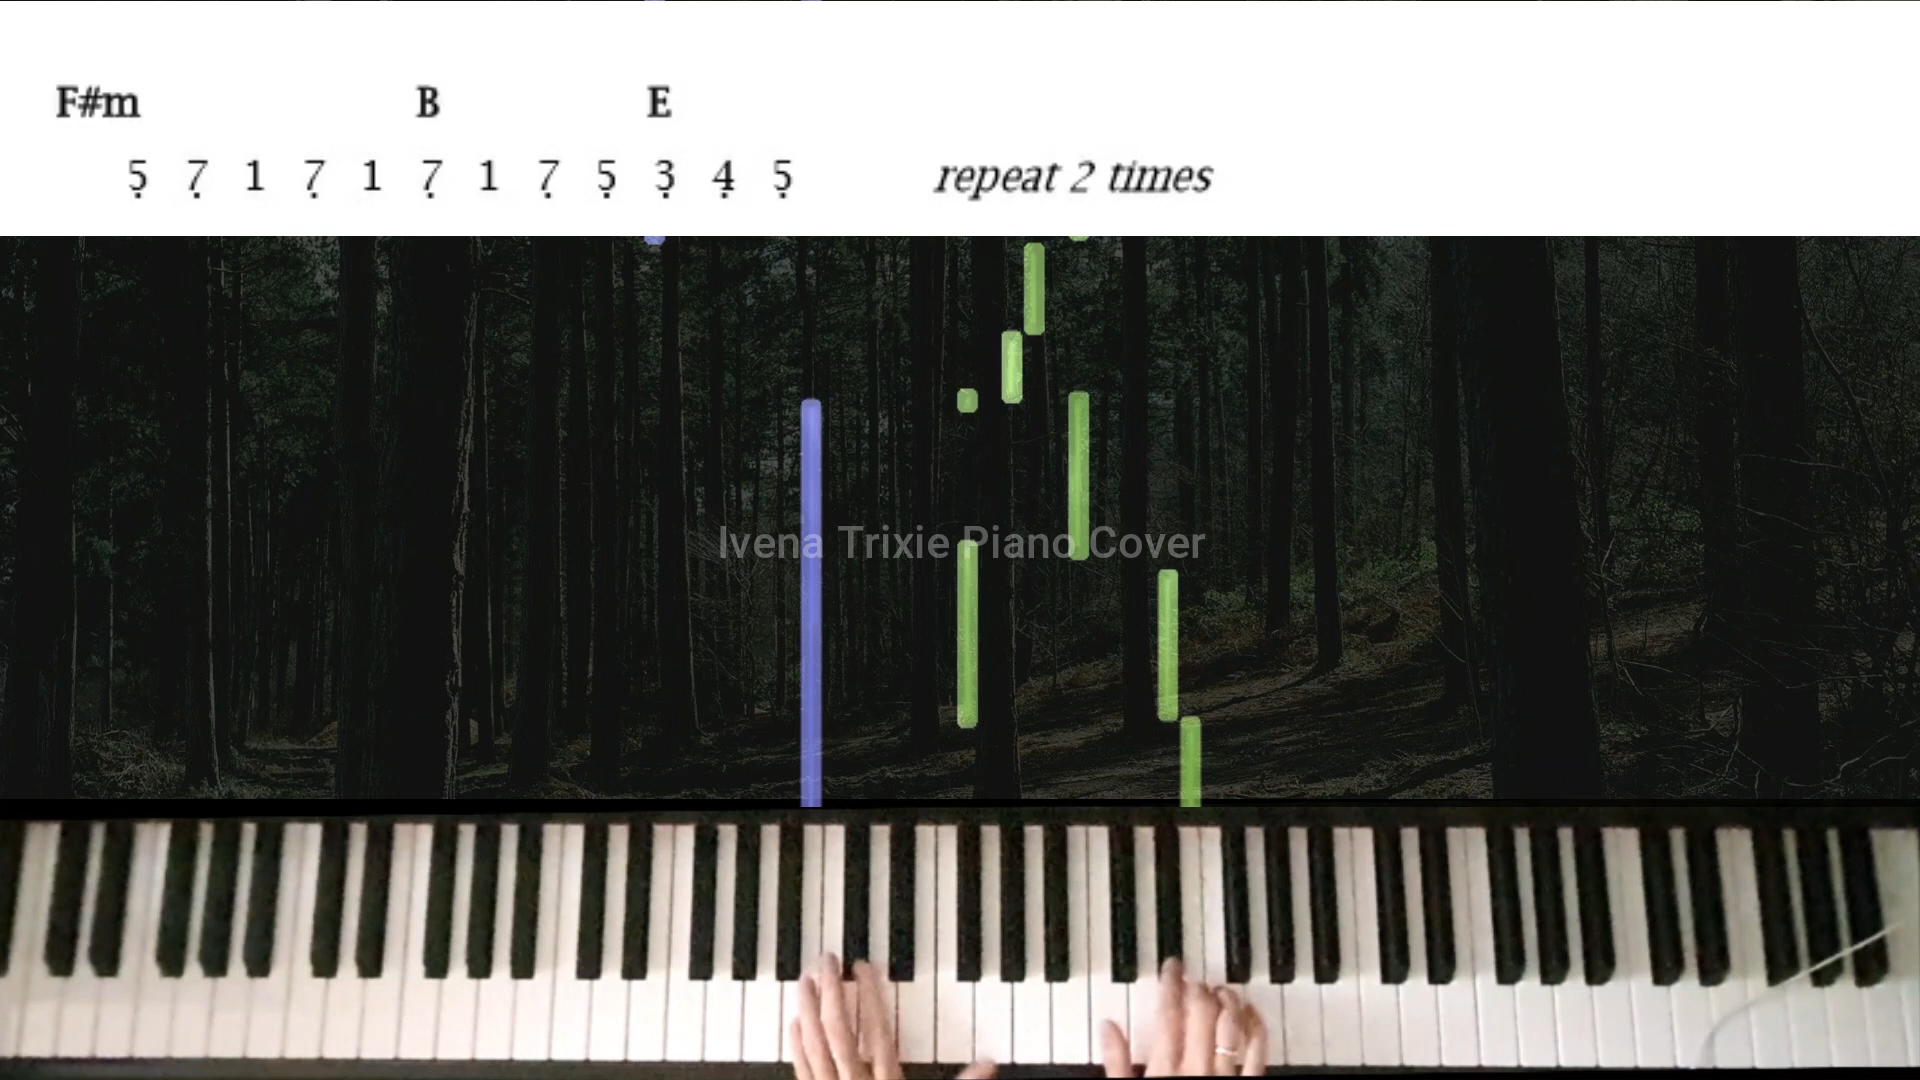 F#m B E
5̣ 7̣ 1 7̣ 1 7̣ 1 7̣ 5̣ 3̣ 4̣ 5̣ repeat 2 times
Ivena Trixie Piano Cover